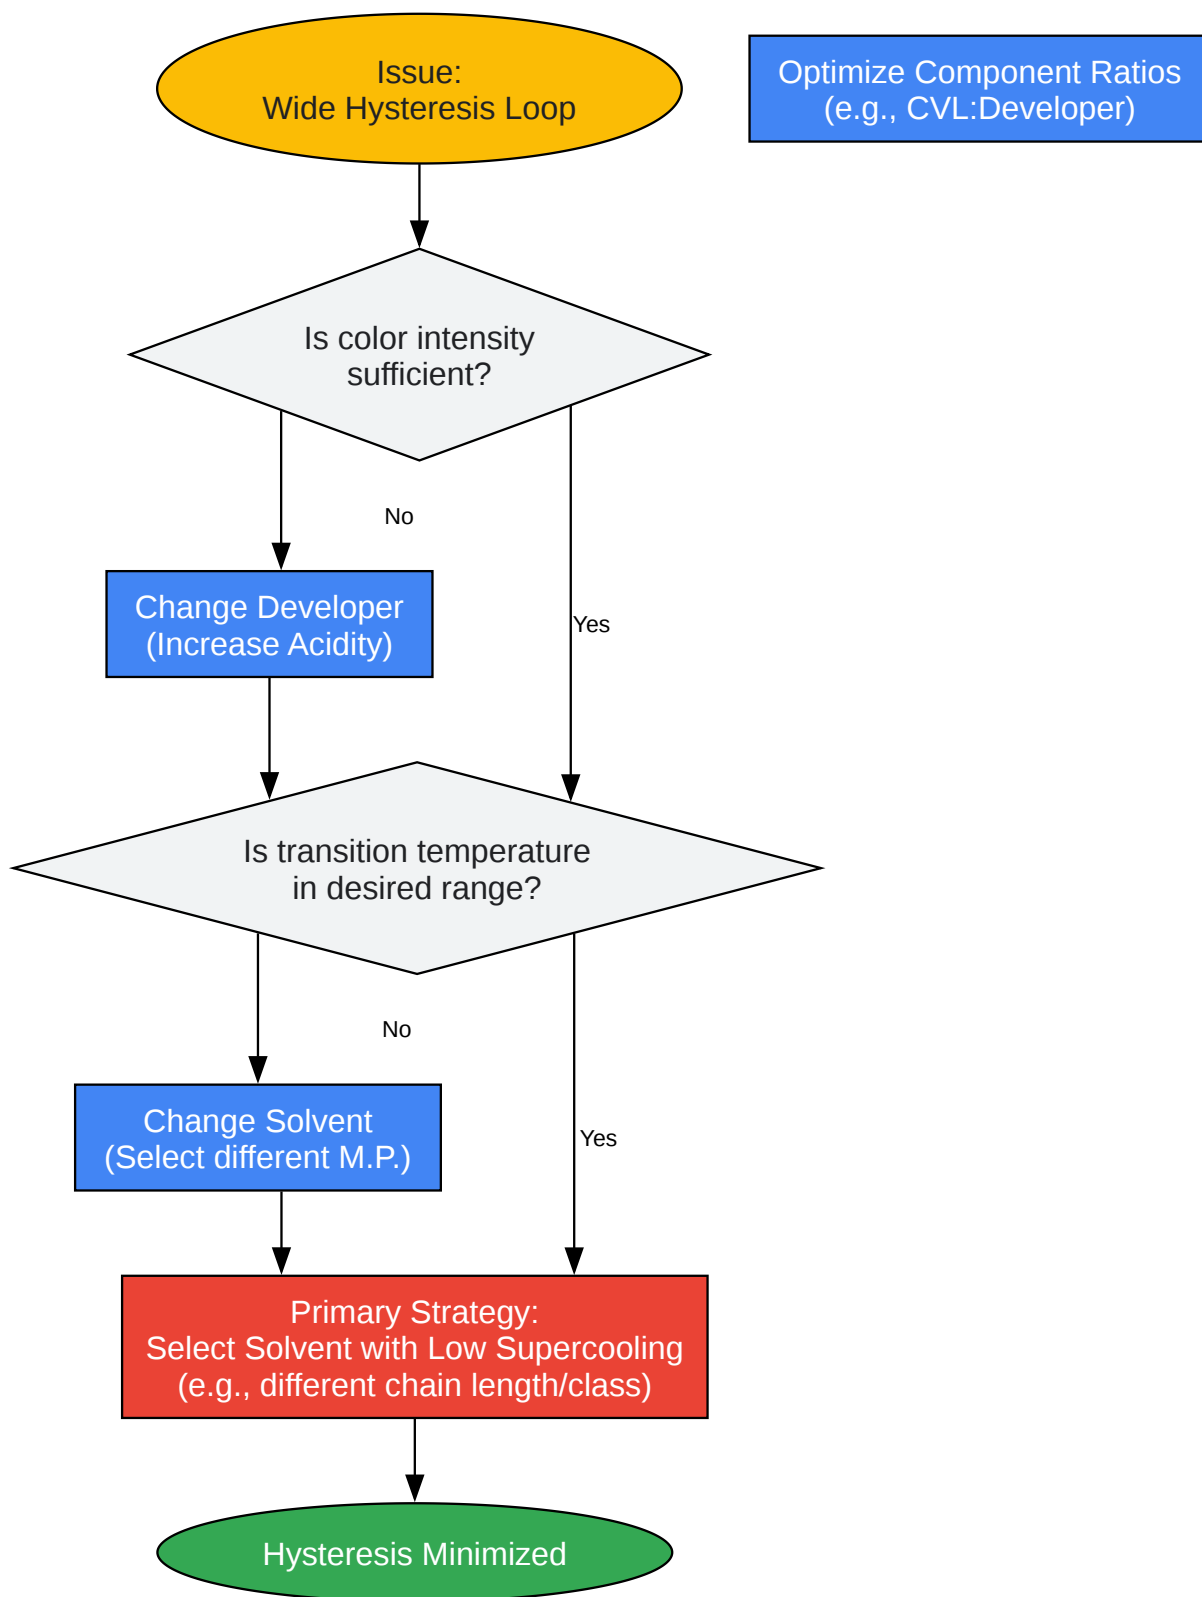 Issue:
Wide Hysteresis Loop
Optimize Component Ratios
(e.g., CVL:Developer)
Is color intensity
sufficient?
No
Change Developer
(Increase Acidity)
Yes
Is transition temperature
in desired range?
No
Change Solvent
(Select different M.P.)
Yes
Primary Strategy:
Select Solvent with Low Supercooling
(e.g., different chain length/class)
Hysteresis Minimized